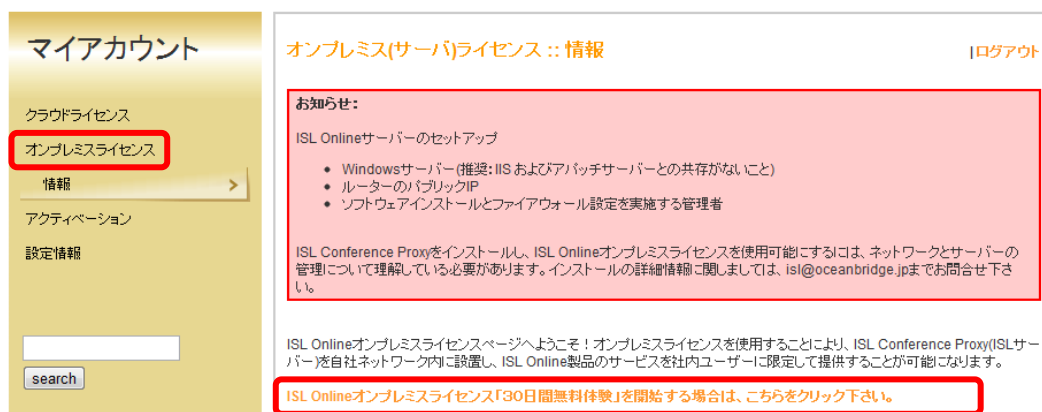 マイアカウント
クラウドライセンス
オンプレミスライセンス
情報
アクティベーション
設定情報
search
オンプレミス(サーバ)ライセンス :: 情報
|ログアウト
お知らせ:
ISL Onlineサーバーのセットアップ
• Windowsサーバー(推奨: IIS およびアパッチサーバーとの共存がないこと)
• ルーターのパブリックIP
• ソフトウェアインストールとファイアウォール設定を実施する管理者
ISL Conference Proxyをインストールし、ISL Onlineオンプレミスライセンスを使用可能にするには、ネットワークとサーバーの
管理について理解している必要があります。インストールの詳細情報に関しましては、isl@oceanbridge.jpまでお問合せ下さ
い。
ISL Onlineオンプレミスライセンスページへようこそ！オンプレミスライセンスを使用することにより、ISL Conference Proxy(ISLサー
バー)を自社ネットワーク内に設置し、ISL Online製品のサービスを社内ユーザーに限定して提供することが可能になります。
ISL Onlineオンプレミスライセンス「30日間無料体験」を開始する場合は、こちらをクリック下さい。